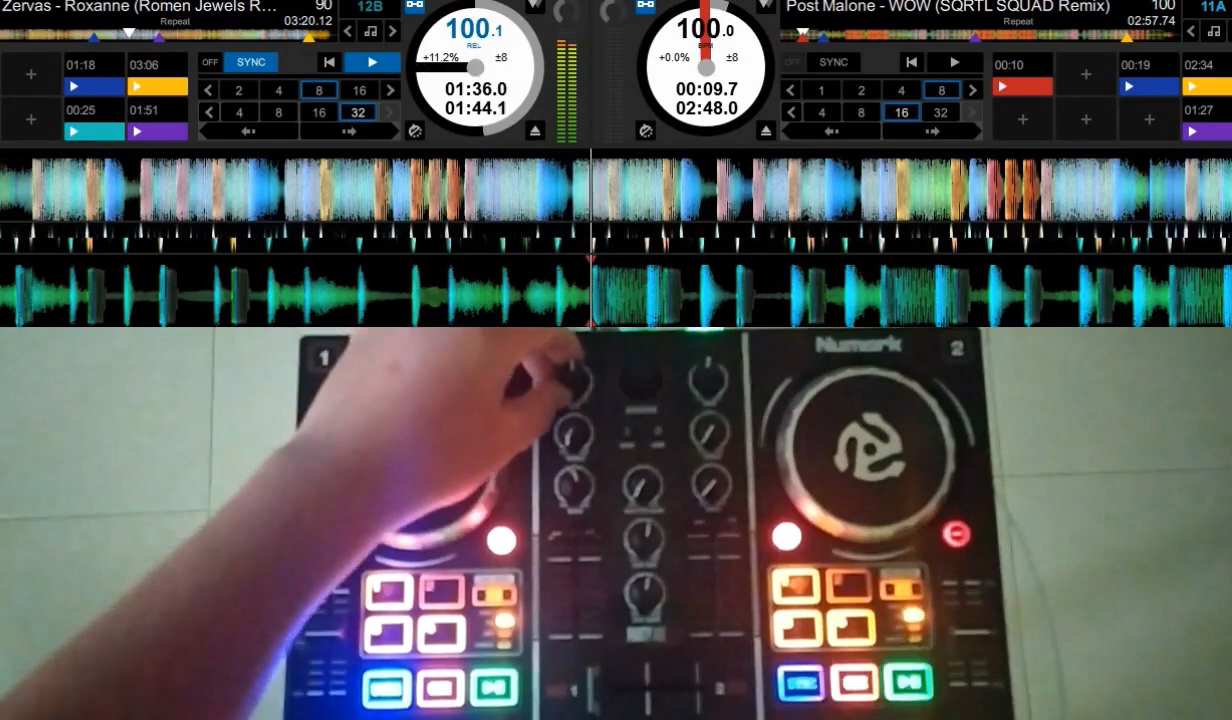 Zervas - Roxanne (Romen Jewels R... 90 12B
Repeat 03:20.12
100.1
REL
+11.2% ±8
01:36.0
01:44.1
01:18 03:06
00:25 01:51
OFF SYNC
2 4 8 16
4 8 16 32
Post Malone - WOW (SQRTL SQUAD Remix) 100 11A
Repeat 02:57.74
100.0
BPM
+0.0% ±8
00:09.7
02:48.0
OFF SYNC
1 2 4 8
4 8 16 32
00:10 00:19 02:34
01:27
1 Numark 2
1 2